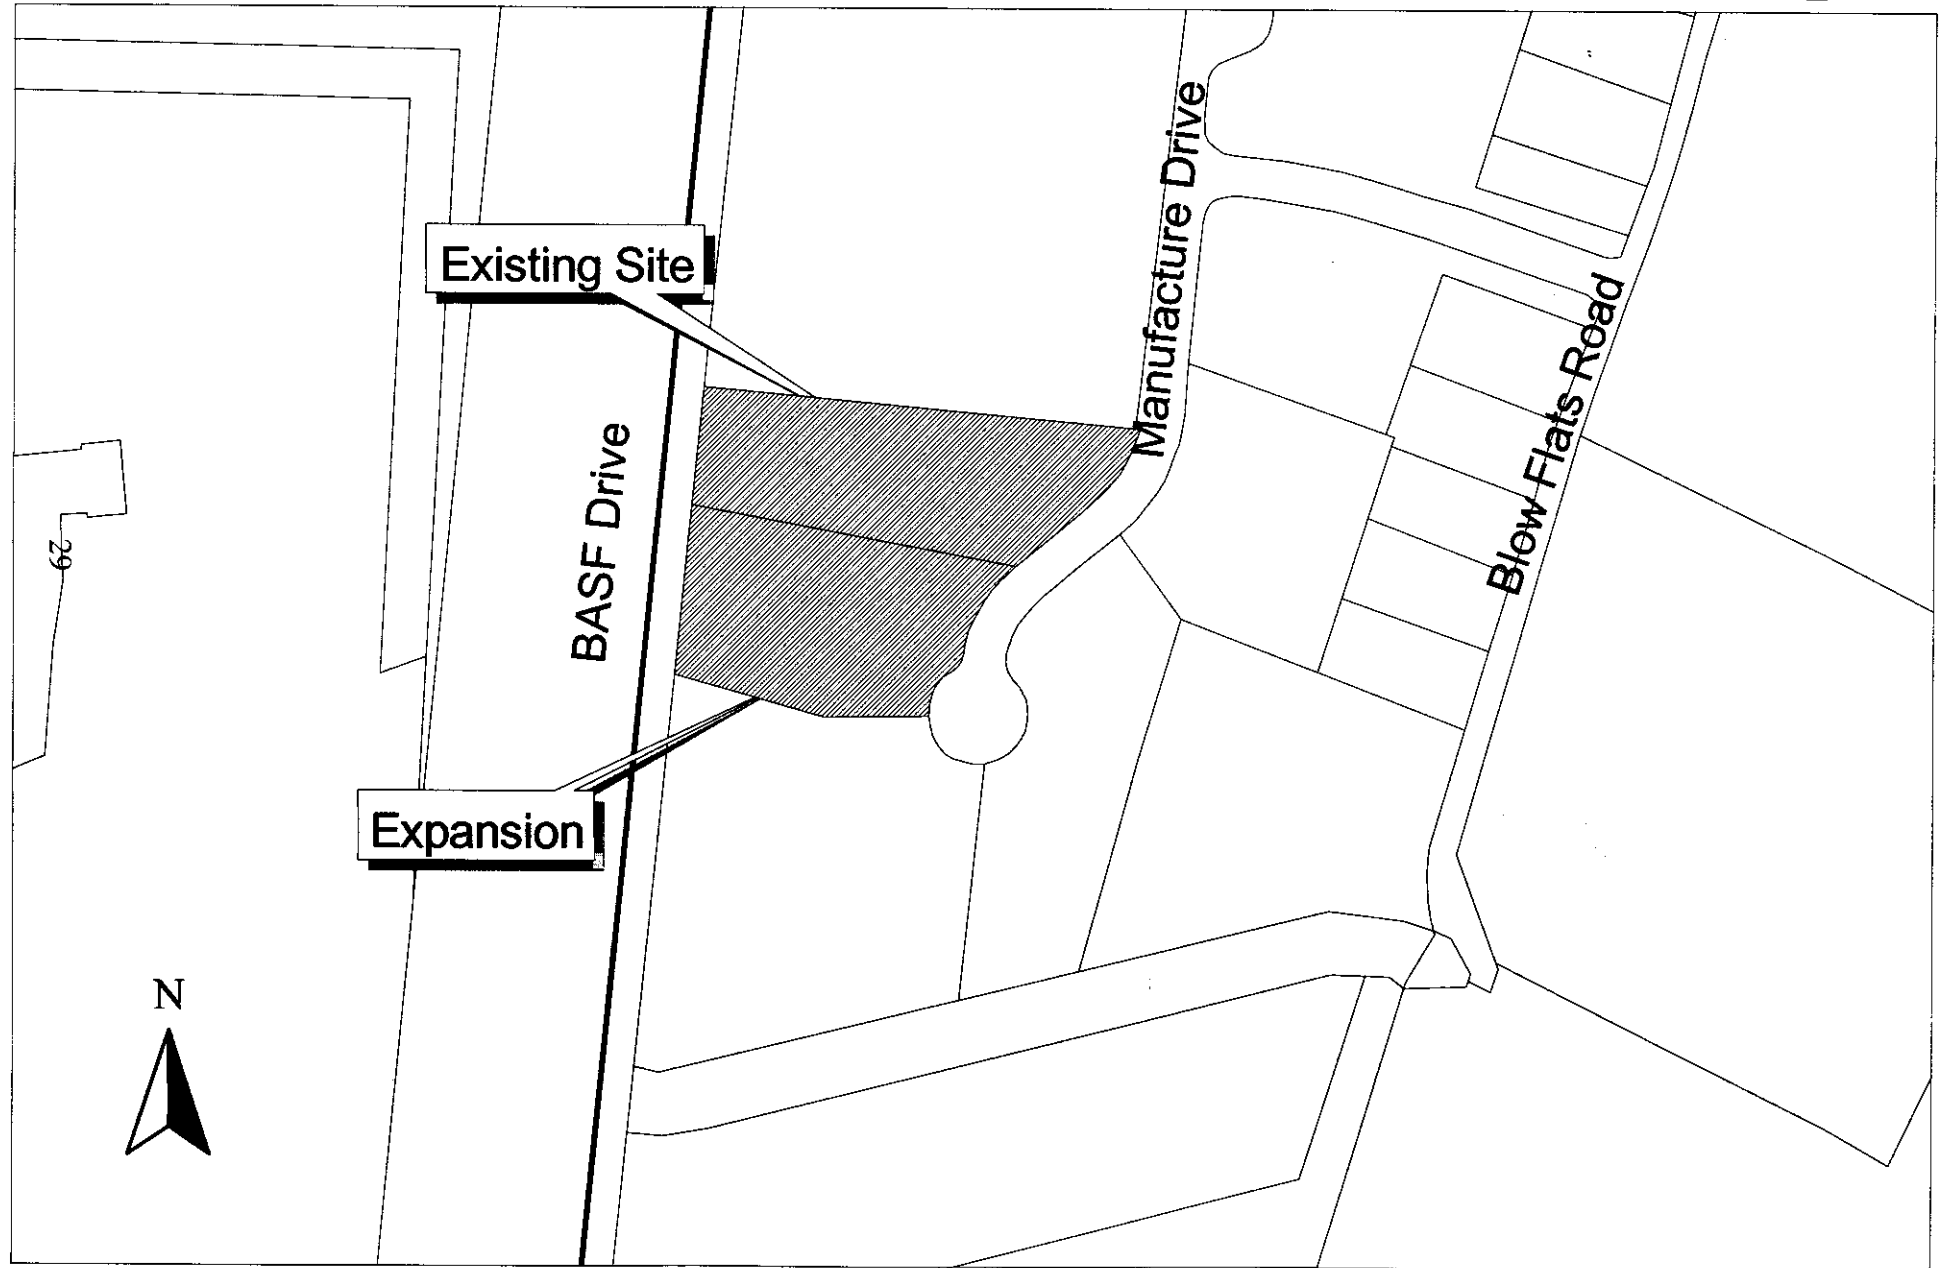 Manufacture Drive
Existing Site
Blow Flats Road
BASF Drive
29
Expansion
N